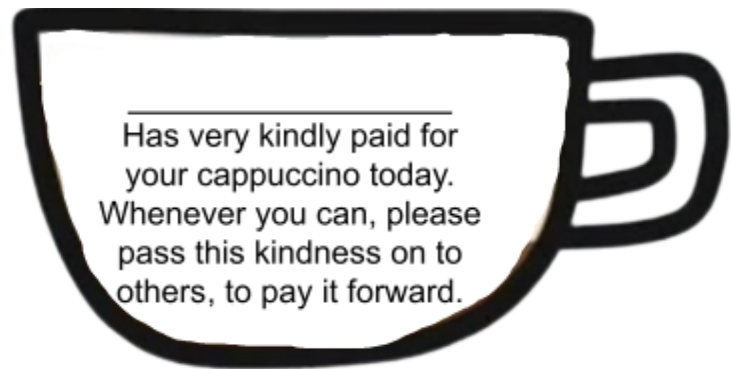 Has very kindly paid for
your cappuccino today.
Whenever you can, please
pass this kindness on to
others, to pay it forward.